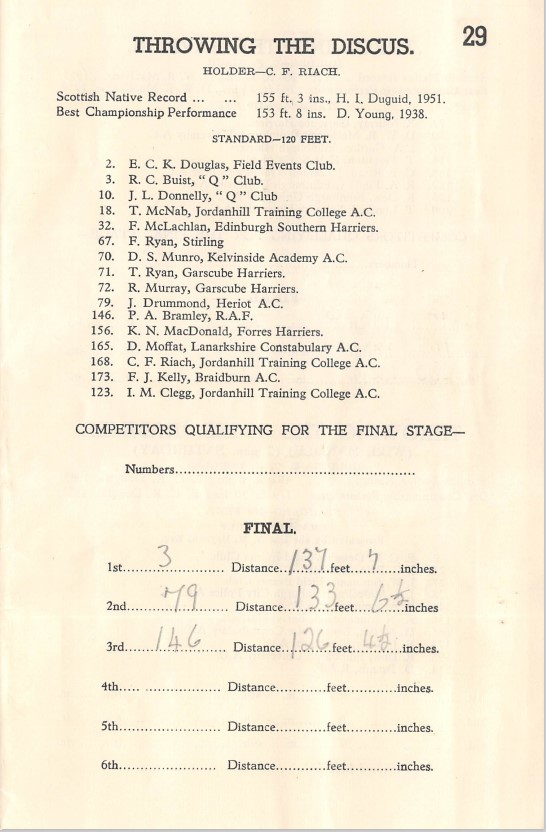 29
THROWING THE DISCUS.
HOLDER—C. F. RIACH.
Scottish Native Record ... ... 155 ft. 3 ins., H. I. Duguid, 1951.
Best Championship Performance 153 ft. 8 ins. D. Young, 1938.
STANDARD—120 FEET.
2. E. C. K. Douglas, Field Events Club.
3. R. C. Buist, “ Q ” Club.
10. J. L. Donnelly, “ Q ” Club
18. T. McNab, Jordanhill Training College A.C.
32. F. McLachlan, Edinburgh Southern Harriers.
67. F. Ryan, Stirling
70. D. S. Munro, Kelvinside Academy A.C.
71. T. Ryan, Garscube Harriers.
72. R. Murray, Garscube Harriers.
79. J. Drummond, Heriot A.C.
146. P. A. Bramley, R.A.F.
156. K. N. MacDonald, Forres Harriers.
165. D. Moffat, Lanarkshire Constabulary A.C.
168. C. F. Riach, Jordanhill Training College A.C.
173. F. J. Kelly, Braidburn A.C.
123. I. M. Clegg, Jordanhill Training College A.C.
COMPETITORS QUALIFYING FOR THE FINAL STAGE—
Numbers..........................................................
FINAL.
1st....3.... Distance...137...feet...7...inches.
2nd....79.... Distance...133...feet...6½...inches
3rd....146.... Distance...126...feet...4½...inches.
4th..... .................. Distance............feet............inches.
5th........................ Distance............feet............inches.
6th........................ Distance............feet............inches.